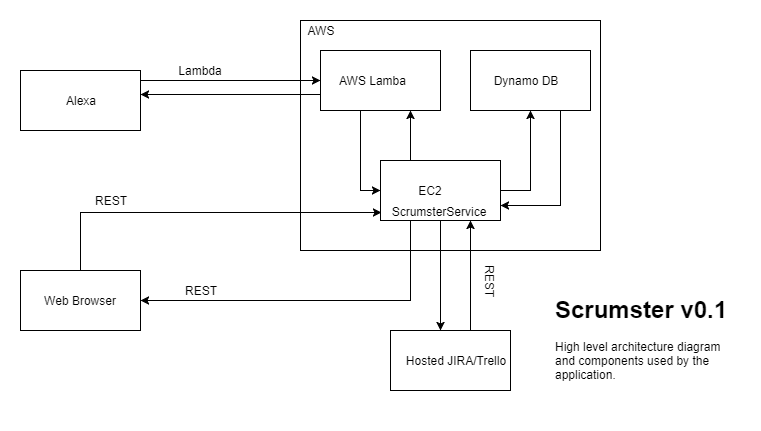 AWS
Lambda
AWS Lamba
Dynamo DB
Alexa
EC2
ScrumsterService
REST
REST
REST
Web Browser
Scrumster v0.1
High level architecture diagram
and components used by the
application.
Hosted JIRA/Trello